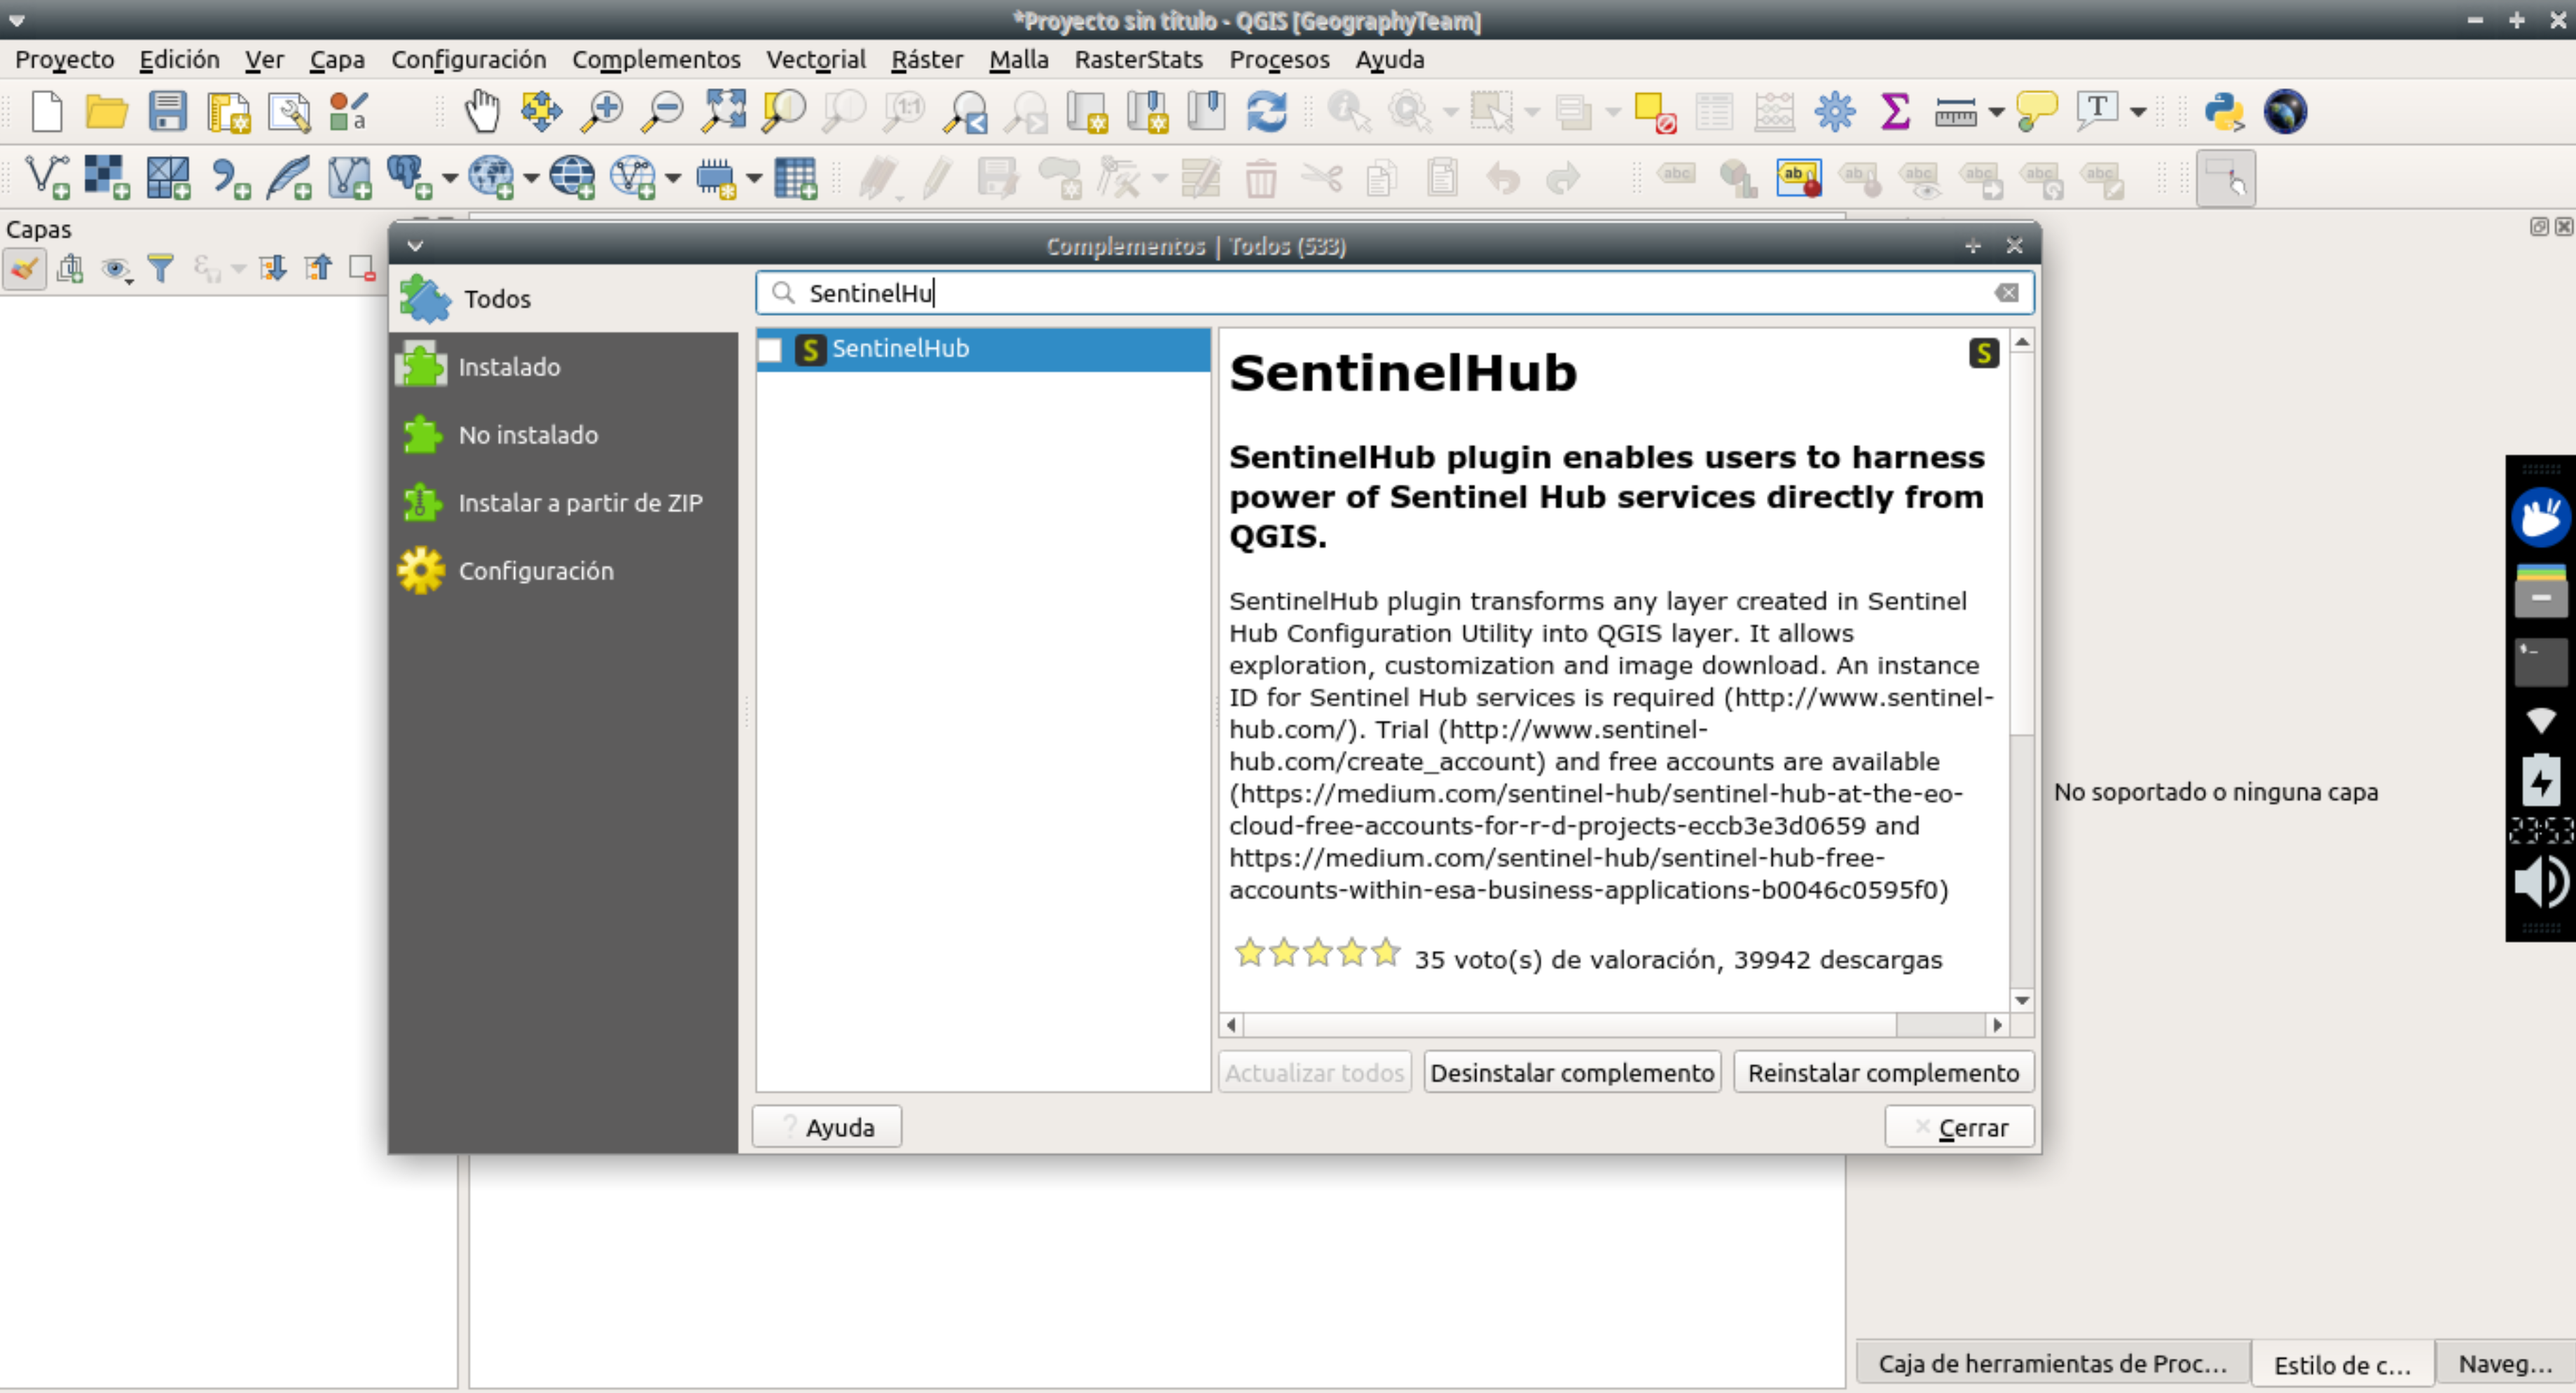 *Proyecto sin título - QGIS [GeographyTeam]
Proyecto Edición Ver Capa Configuración Complementos Vectorial Ráster Malla RasterStats Procesos Ayuda
Capas
Complementos | Todos (533)
Todos
SentinelHu
Instalado
No instalado
Instalar a partir de ZIP
Configuración
SentinelHub
SentinelHub
SentinelHub plugin enables users to harness
power of Sentinel Hub services directly from
QGIS.
SentinelHub plugin transforms any layer created in Sentinel
Hub Configuration Utility into QGIS layer. It allows
exploration, customization and image download. An instance
ID for Sentinel Hub services is required (http://www.sentinel-
hub.com/). Trial (http://www.sentinel-
hub.com/create_account) and free accounts are available
(https://medium.com/sentinel-hub/sentinel-hub-at-the-eo-
cloud-free-accounts-for-r-d-projects-eccb3e3d0659 and
https://medium.com/sentinel-hub/sentinel-hub-free-
accounts-within-esa-business-applications-b0046c0595f0)
35 voto(s) de valoración, 39942 descargas
Actualizar todos Desinstalar complemento Reinstalar complemento
Ayuda Cerrar
No soportado o ninguna capa
23:53
Caja de herramientas de Proc... Estilo de c... Naveg...